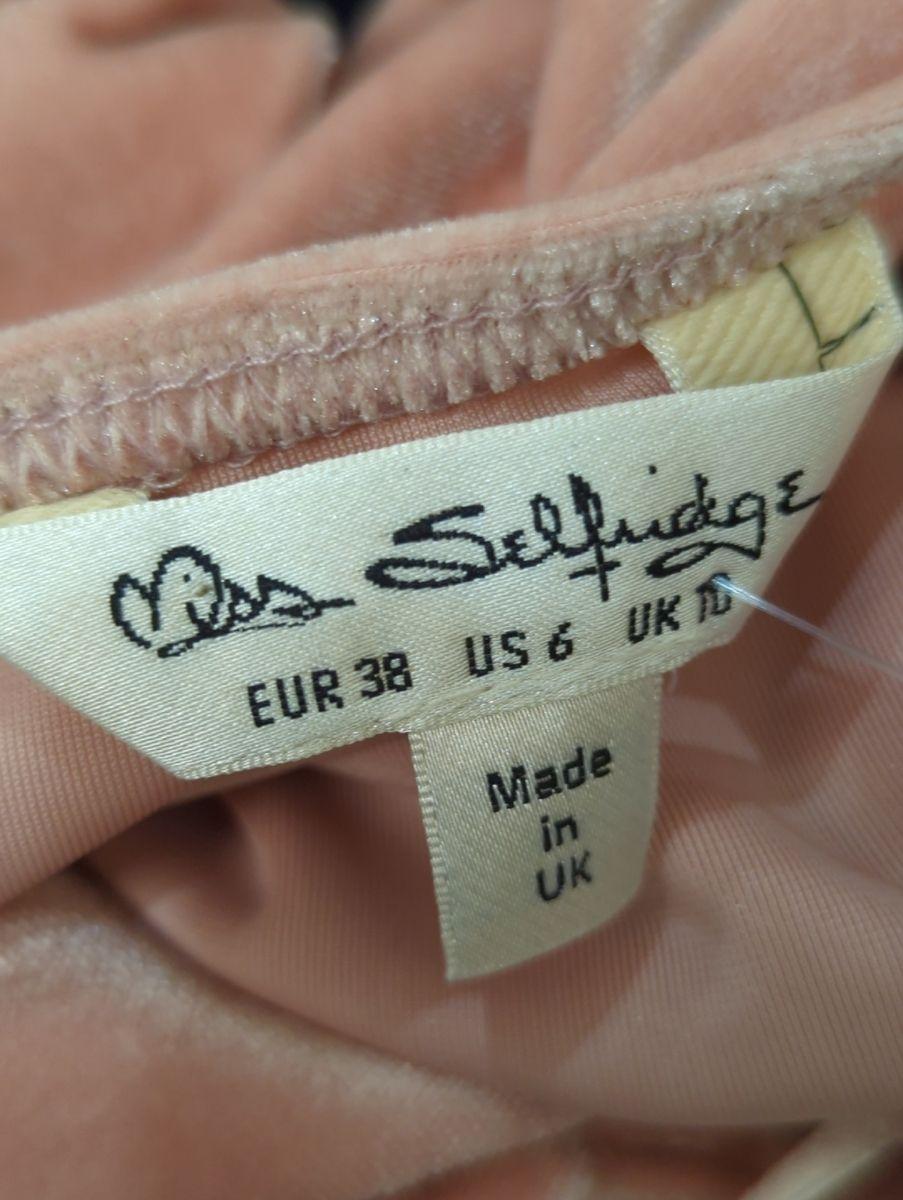 Miss Selfridge
EUR 38 US 6 UK 10
Made
in
UK